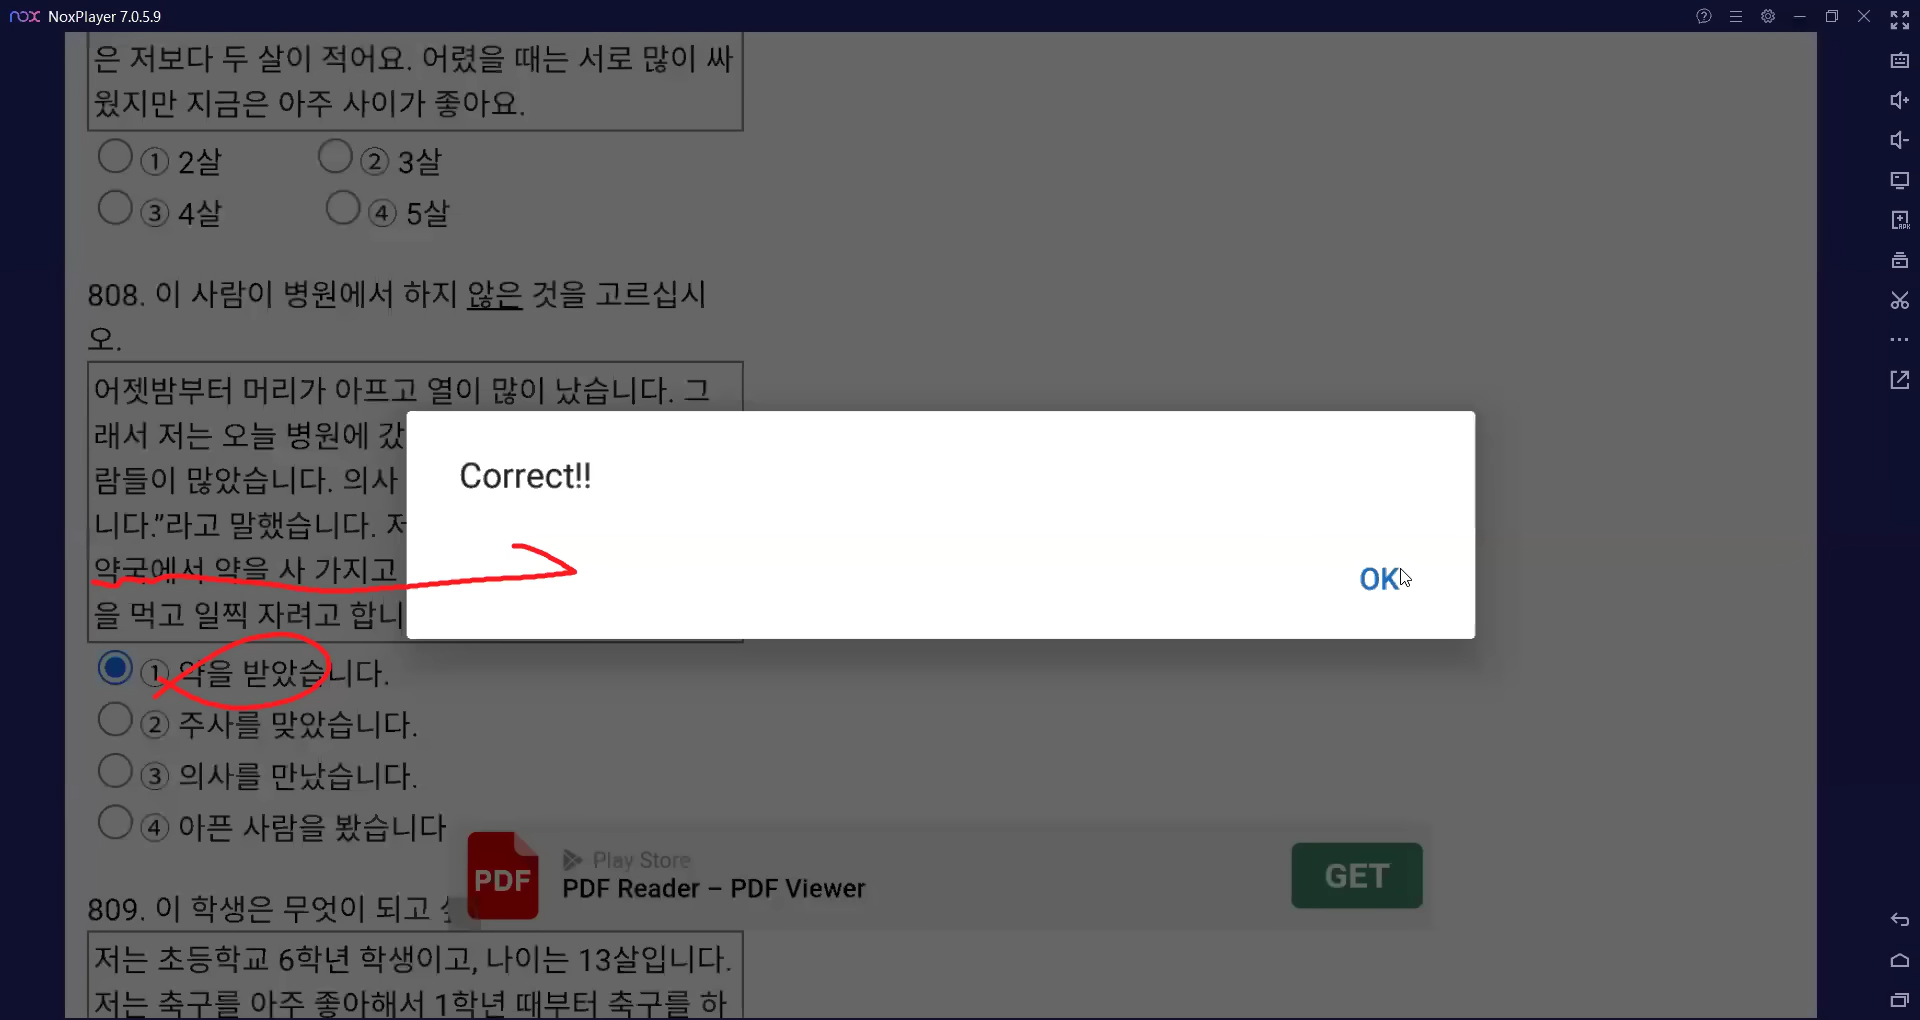 nox NoxPlayer 7.0.5.9
은 저보다 두 살이 적어요. 어렸을 때는 서로 많이 싸
웠지만 지금은 아주 사이가 좋아요.
① 2살 ② 3살
③ 4살 ④ 5살
808. 이 사람이 병원에서 하지 않은 것을 고르십시
오.
어젯밤부터 머리가 아프고 열이 많이 났습니다. 그
래서 저는 오늘 병원에 갔
람들이 많았습니다. 의사
니다.”라고 말했습니다.
약국에서 약을 사 가지고
을 먹고 일찍 자려고 합니
Correct!!
OK
① 약을 받았습니다.
② 주사를 맞았습니다.
③ 의사를 만났습니다.
④ 아픈 사람을 봤습니다
PDF
Play Store
PDF Reader – PDF Viewer
GET
809. 이 학생은 무엇이 되고
저는 초등학교 6학년 학생이고, 나이는 13살입니다.
저는 축구를 아주 좋아해서 1학년 때부터 축구를 하